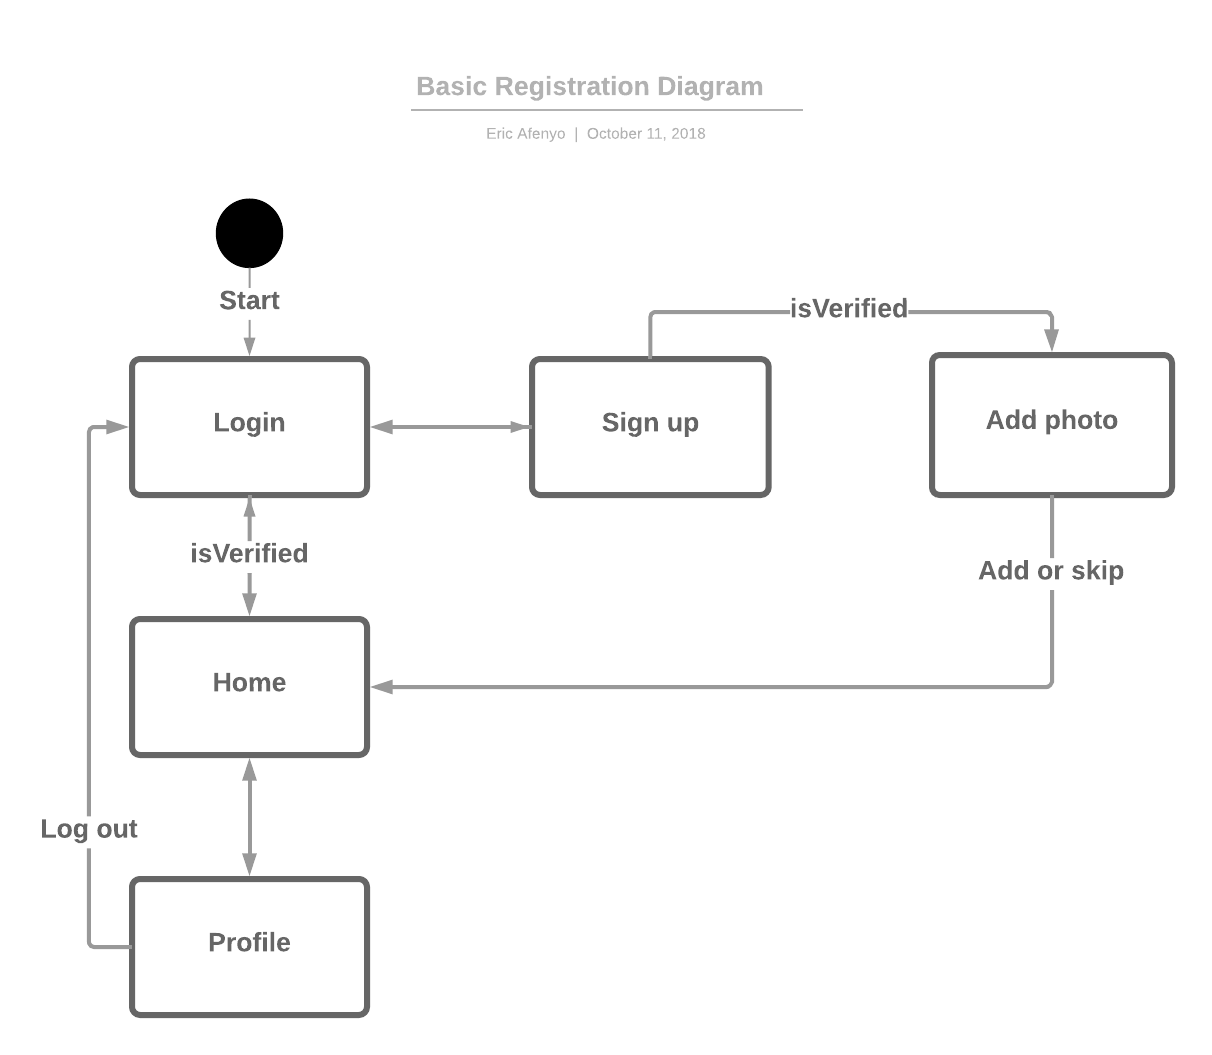 Basic Registration Diagram
Eric Afenyo | October 11, 2018
Start
isVerified
Login
Sign up
Add photo
isVerified
Add or skip
Home
Log out
Profile